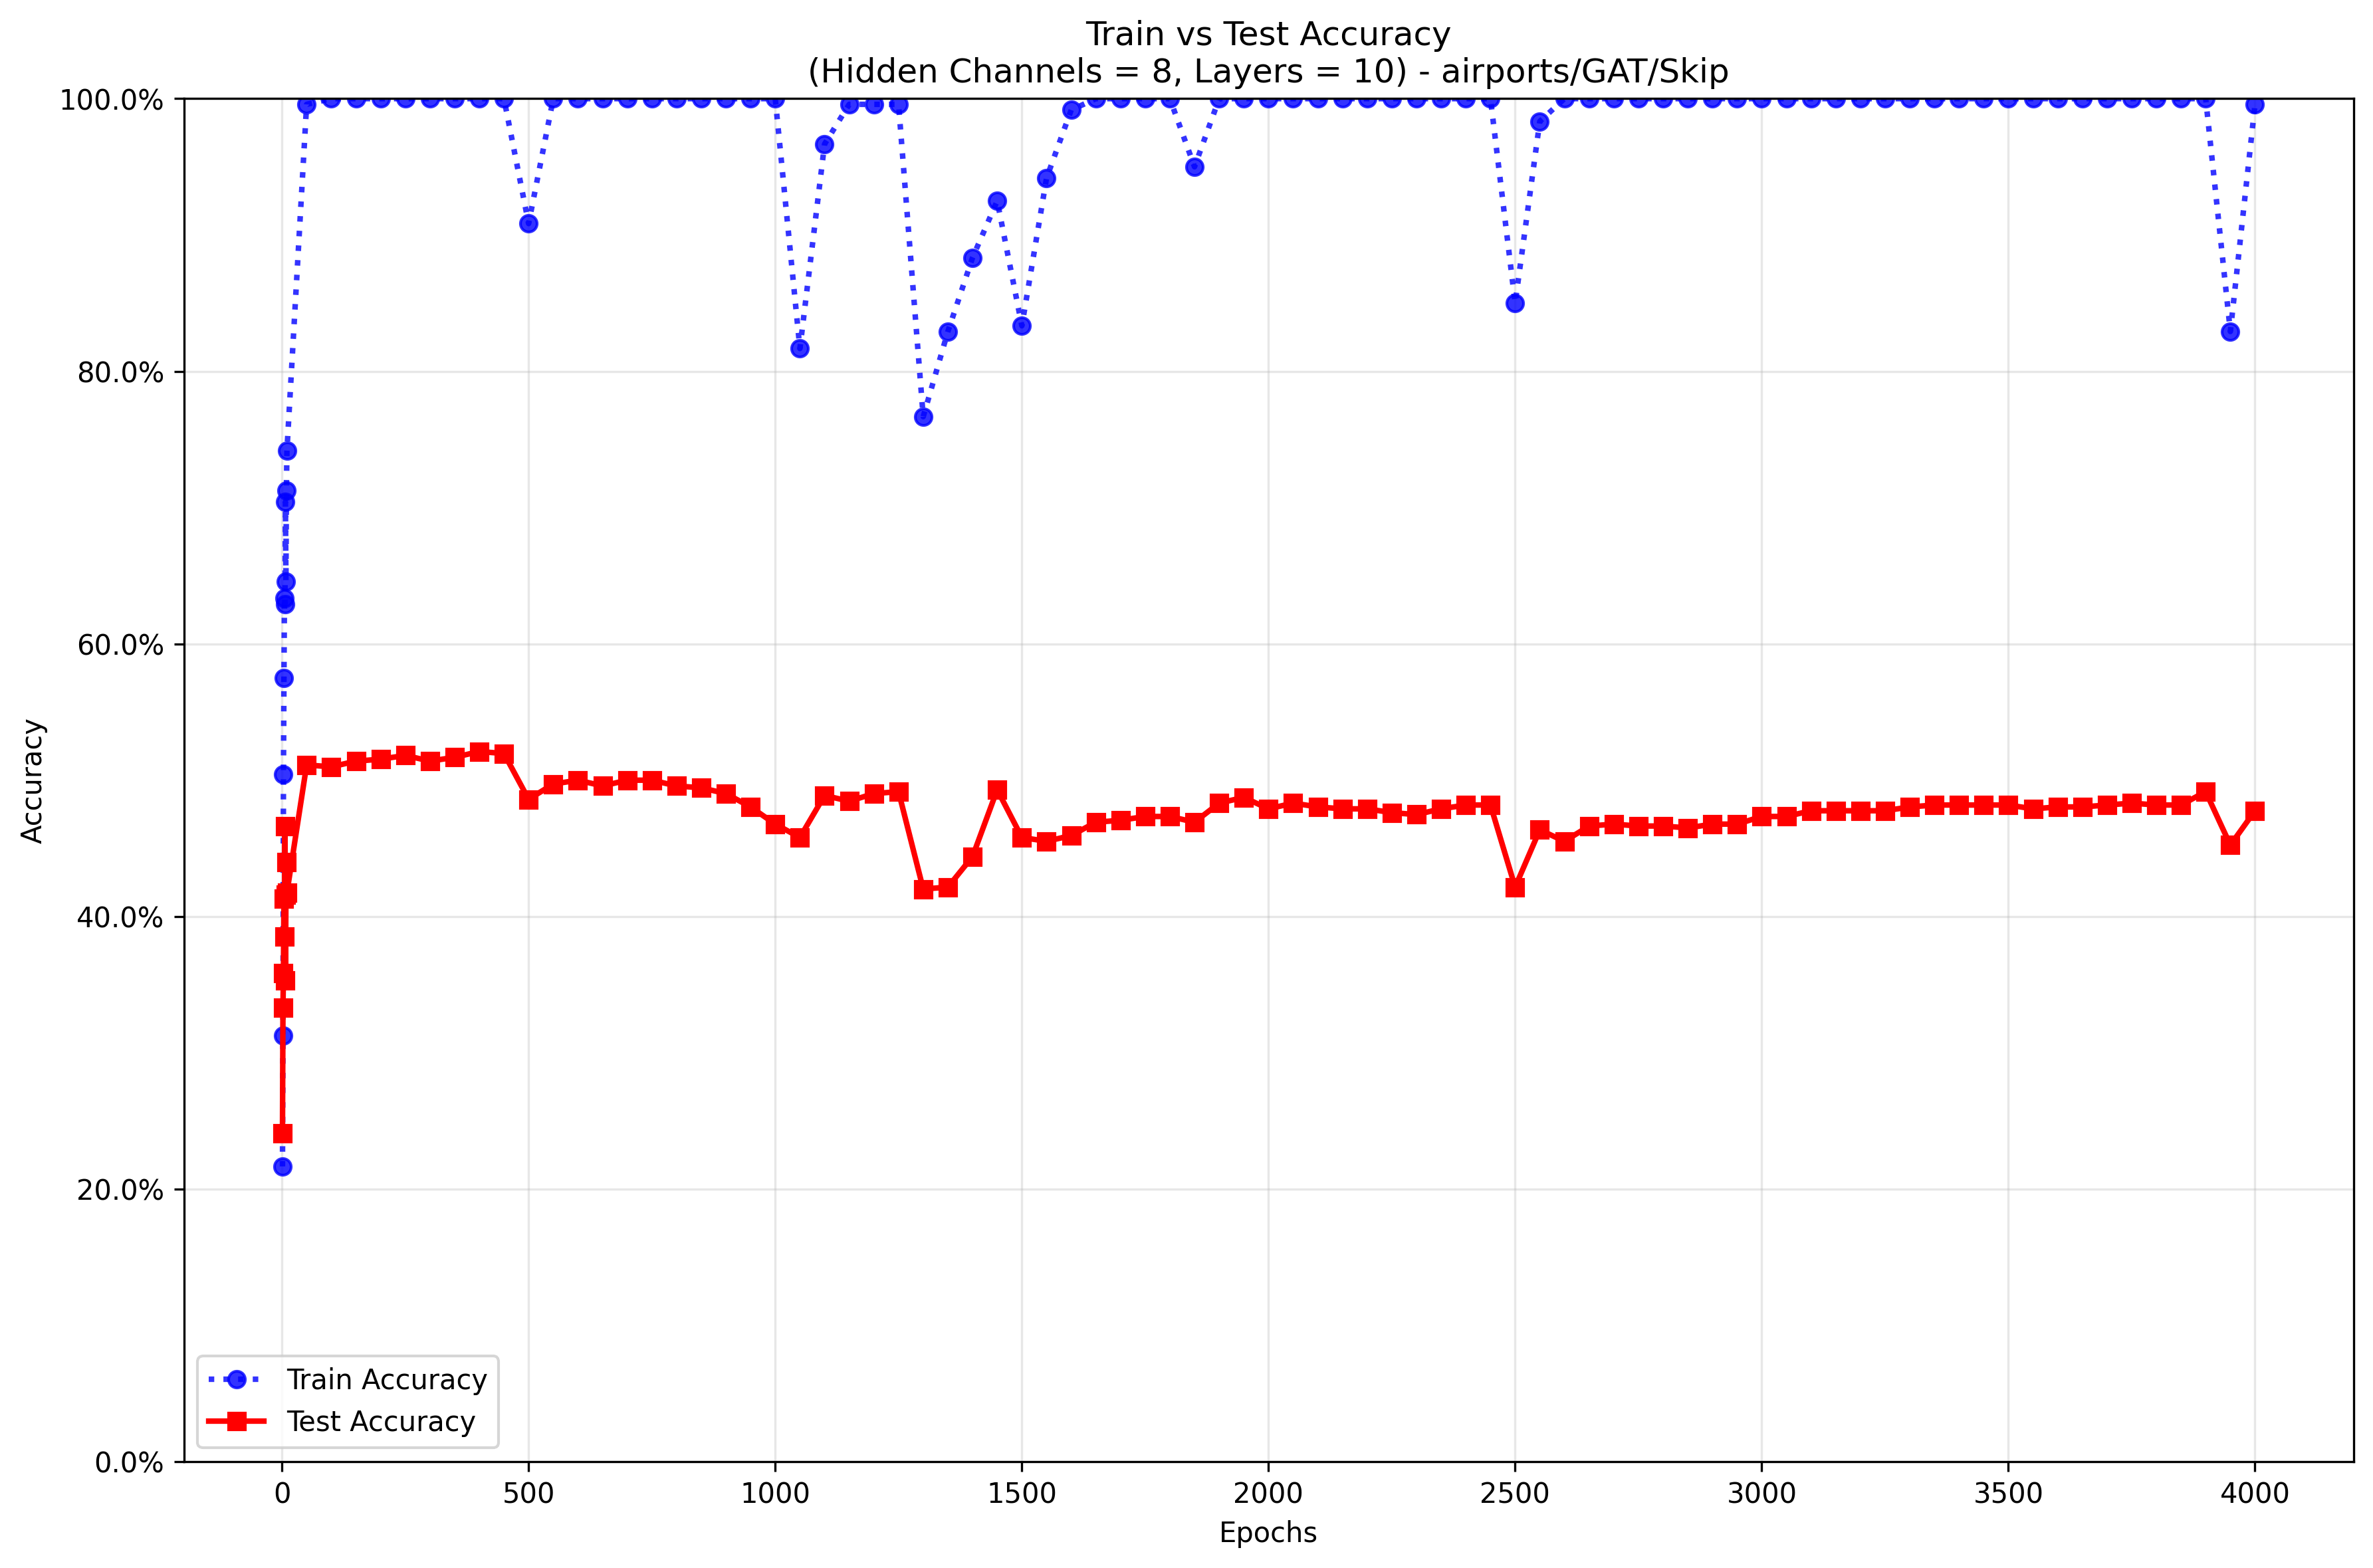 Train vs Test Accuracy
(Hidden Channels = 8, Layers = 10) - airports/GAT/Skip
100.0%
80.0%
60.0%
40.0%
20.0%
0.0%
Accuracy
Train Accuracy
Test Accuracy
0 500 1000 1500 2000 2500 3000 3500 4000
Epochs